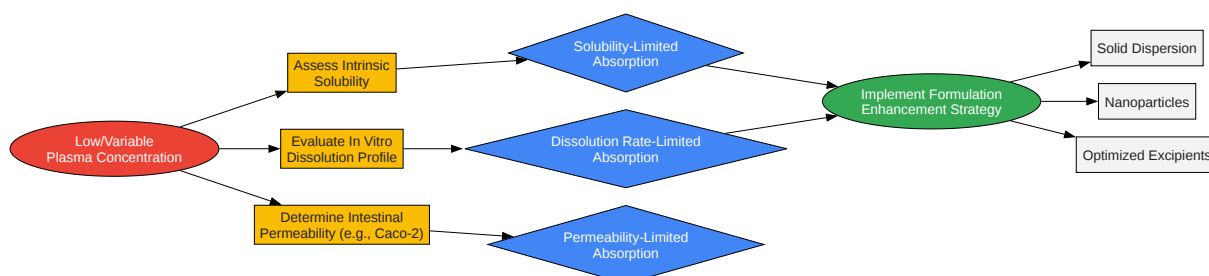 Low/Variable
Plasma Concentration
Assess Intrinsic
Solubility
Evaluate In Vitro
Dissolution Profile
Determine Intestinal
Permeability (e.g., Caco-2)
Solubility-Limited
Absorption
Dissolution Rate-Limited
Absorption
Permeability-Limited
Absorption
Implement Formulation
Enhancement Strategy
Solid Dispersion
Nanoparticles
Optimized Excipients